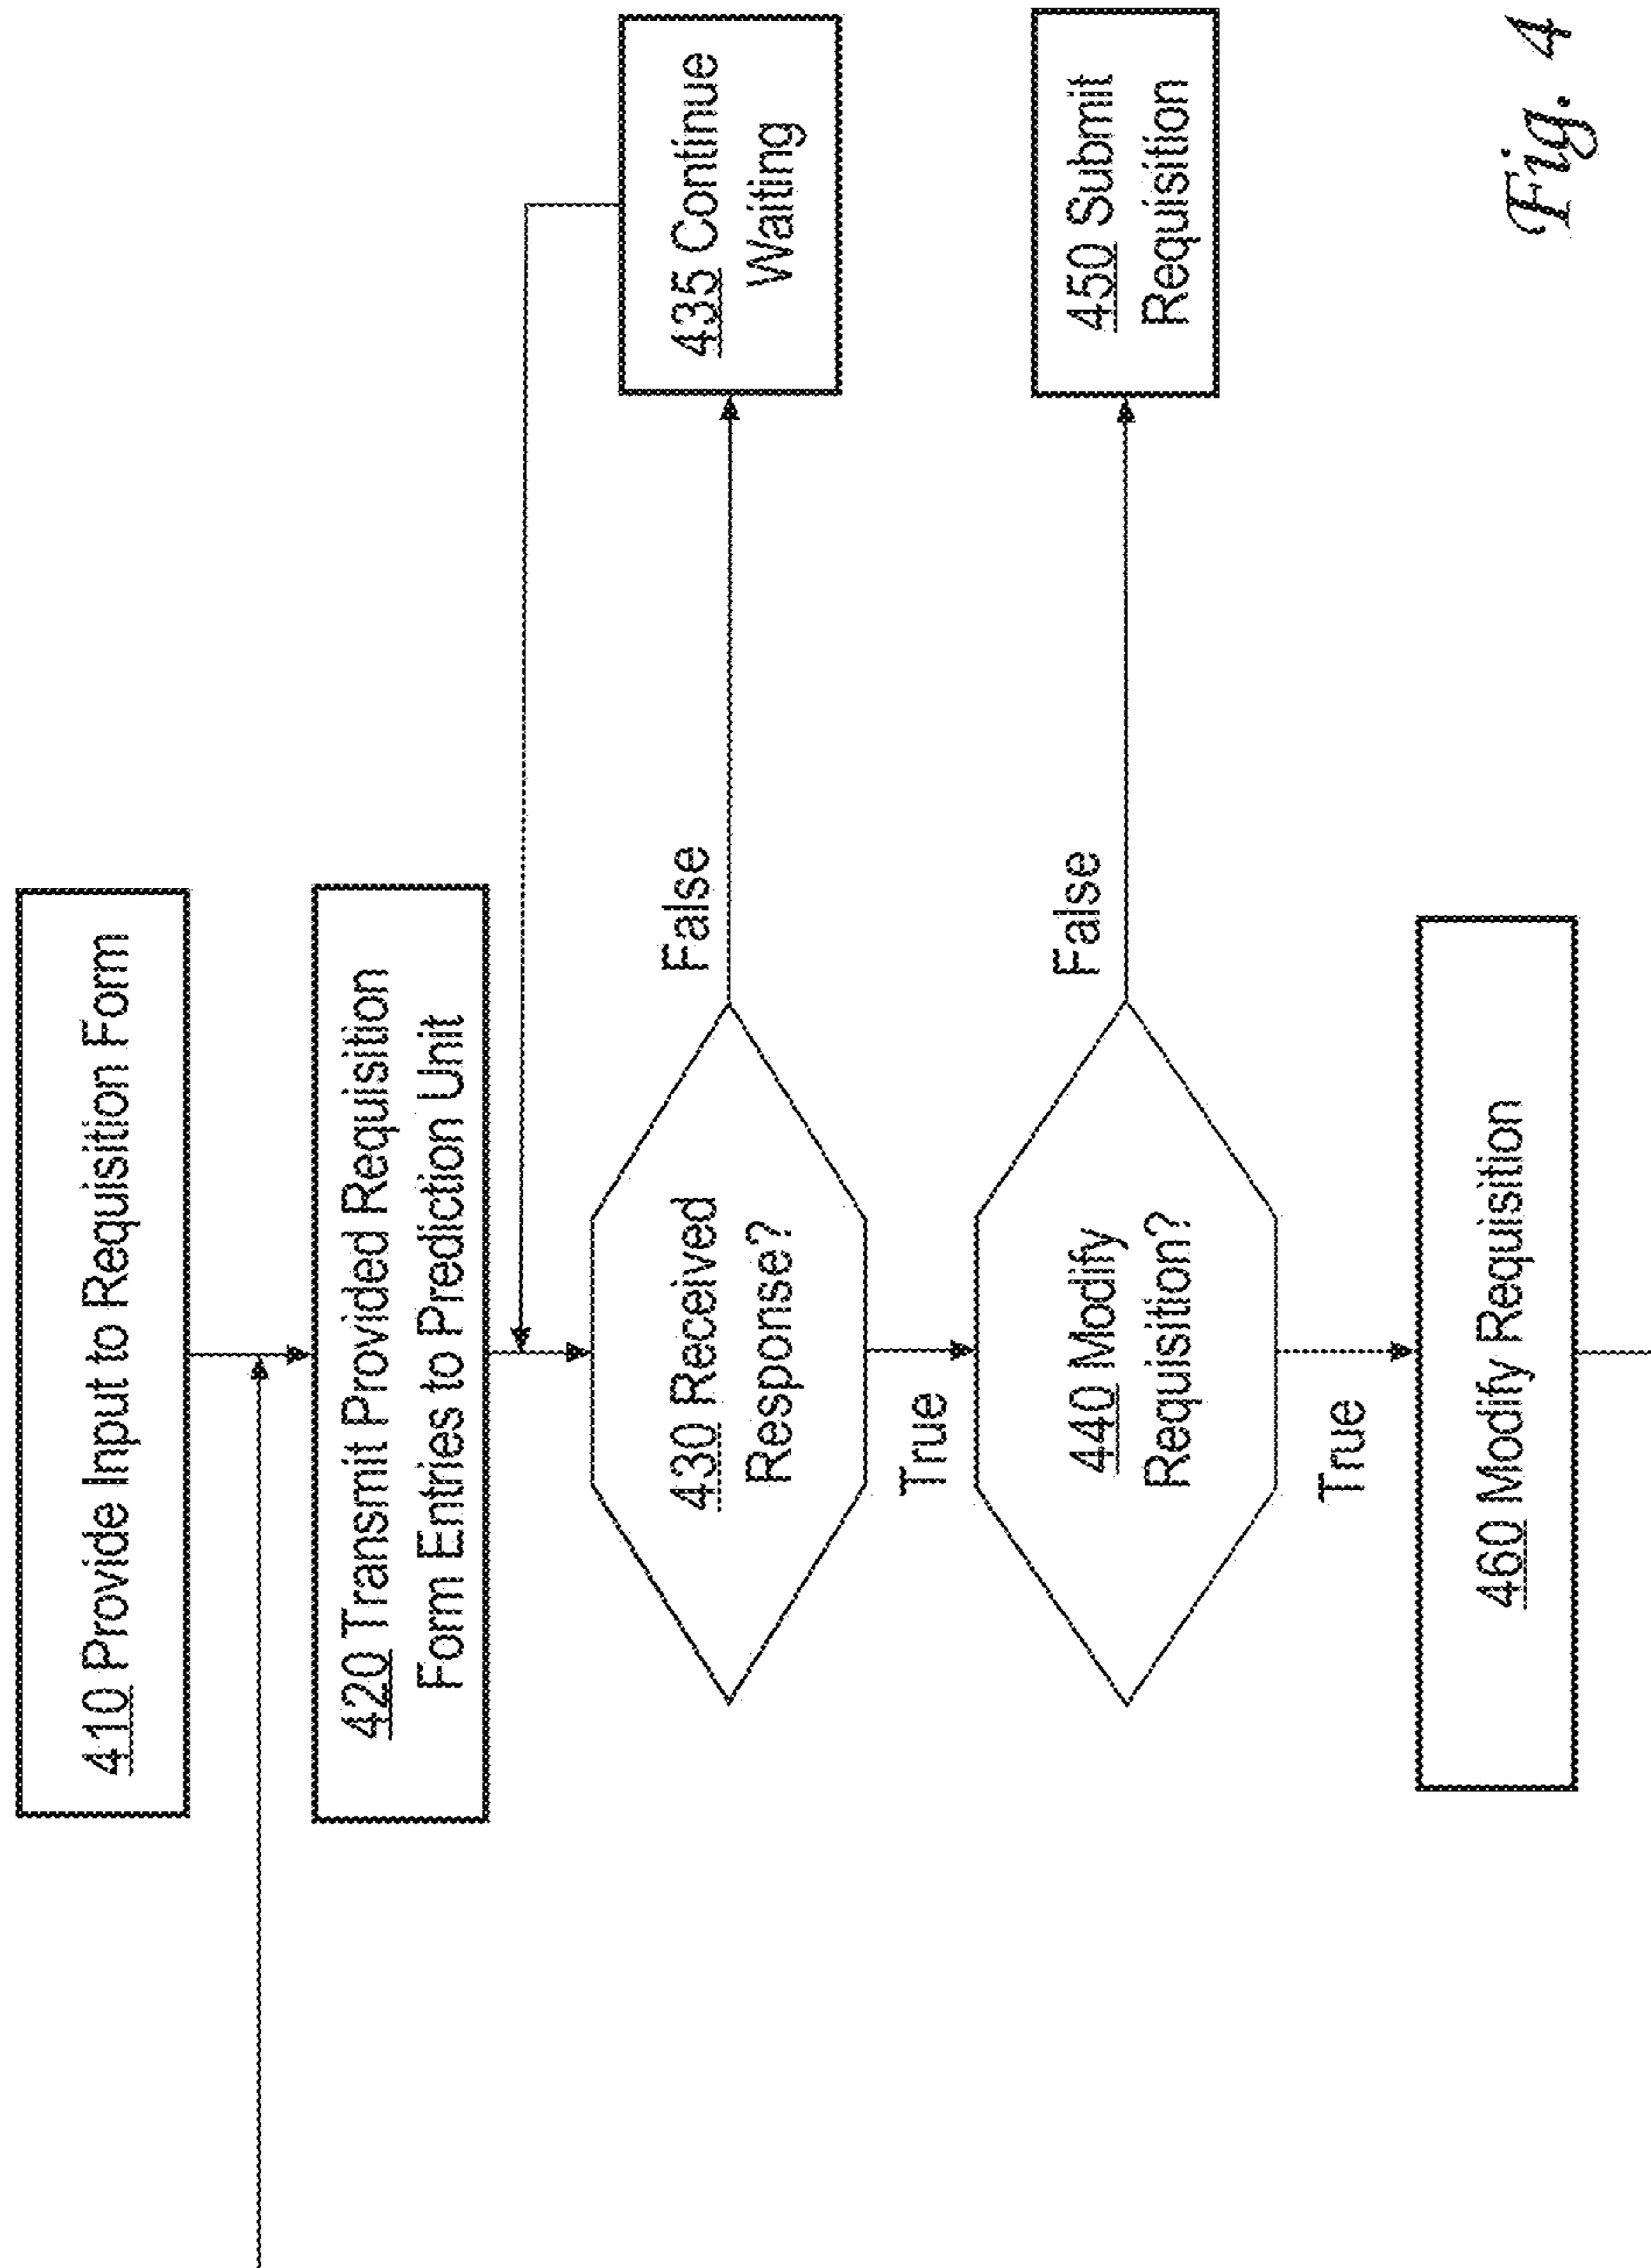 410 Provide Input to Requisition Form
420 Transmit Provided Requisition
Form Entries to Prediction Unit
430 Received
Response?
False
435 Continue
Waiting
True
440 Modify
Requisition?
False
450 Submit
Requisition
True
460 Modify Requisition
Fig. 4